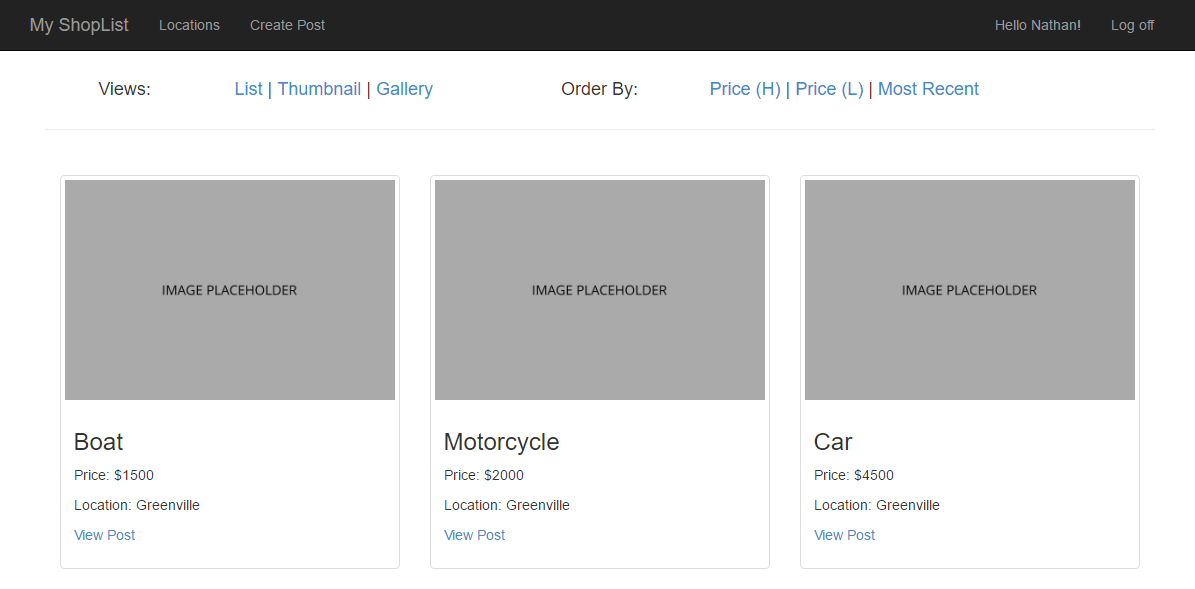 My ShopList Locations Create Post Hello Nathan! Log off
Views: List | Thumbnail | Gallery Order By: Price (H) | Price (L) | Most Recent
IMAGE PLACEHOLDER IMAGE PLACEHOLDER IMAGE PLACEHOLDER
Boat
Price: $1500
Location: Greenville
View Post
Motorcycle
Price: $2000
Location: Greenville
View Post
Car
Price: $4500
Location: Greenville
View Post